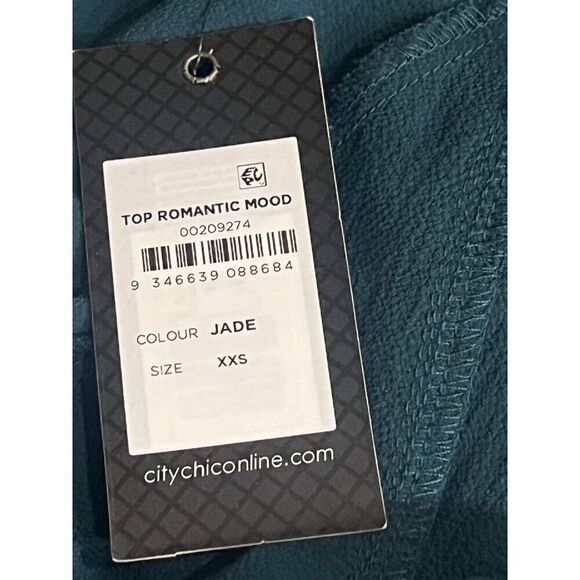 TOP ROMANTIC MOOD
00209274
9 346639 088684
COLOUR JADE
SIZE XXS
citychiconline.com